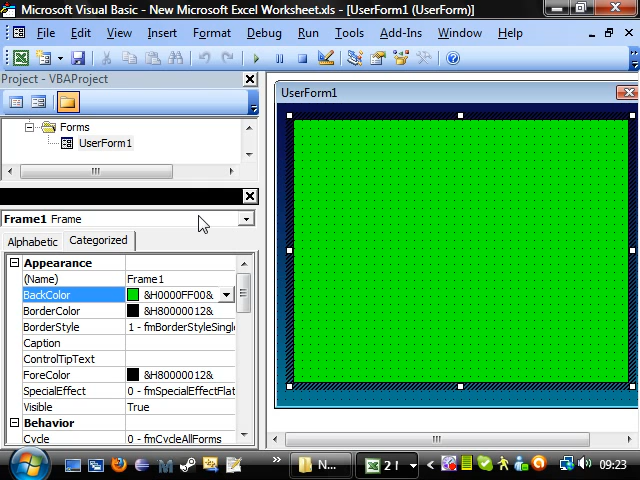 Microsoft Visual Basic - New Microsoft Excel Worksheet.xls - [UserForm1 (UserForm)]
File Edit View Insert Format Debug Run Tools Add-Ins Window Help
Project - VBAProject
Forms
UserForm1
UserForm1
Frame1 Frame
Alphabetic Categorized
Appearance
(Name) Frame1
BackColor &H0000FF00&
BorderColor &H80000012&
BorderStyle 1 - fmBorderStyleSingl
Caption
ControlTipText
ForeColor &H80000012&
SpecialEffect 0 - fmSpecialEffectFlat
Visible True
Behavior
Cycle 0 - fmCycleAllForms
N... 2 09:23